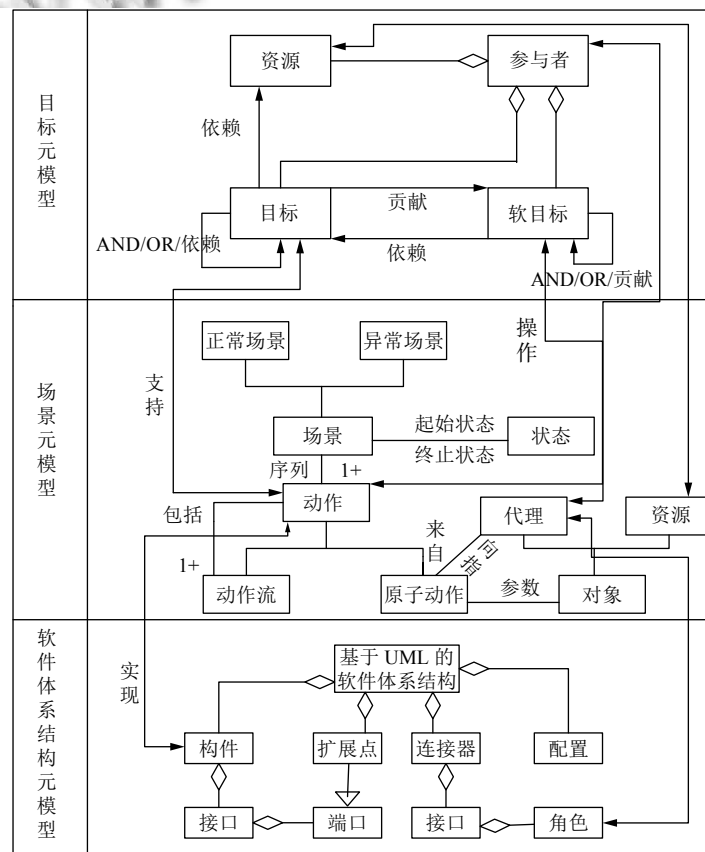 目标元模型
资源
参与者
依赖
目标
贡献
软目标
AND/OR/依赖
依赖
AND/OR/贡献
场景元模型
正常场景
异常场景
操作
支持
场景
起始状态
终止状态
状态
序列
1+
动作
包括
代理
资源
来自
指向
1+
动作流
原子动作
参数
对象
软件体系结构元模型
实现
基于 UML 的
软件体系结构
构件
扩展点
连接器
配置
接口
端口
接口
角色